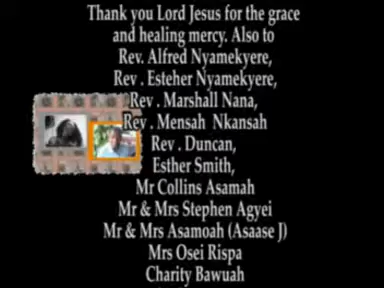 Thank you Lord Jesus for the grace
and healing mercy. Also to
Rev. Alfred Nyamekyere,
Rev . Esteher Nyamekyere,
Rev . Marshall Nana,
Rev . Mensah Nkansah
Rev . Duncan,
Esther Smith,
Mr Collins Asamah
Mr & Mrs Stephen Agyei
Mr & Mrs Asamoah (Asaase J)
Mrs Osei Rispa
Charity Bawuah